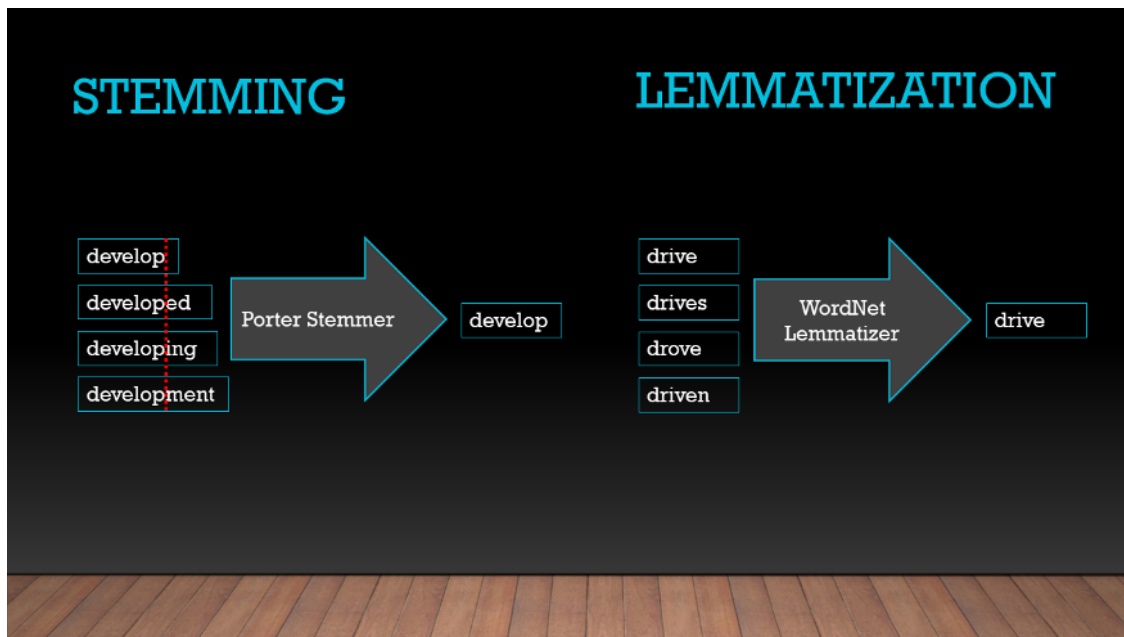 STEMMING
develop
developed
developing
development
Porter Stemmer
develop
LEMMATIZATION
drive
drives
drove
driven
WordNet
Lemmatizer
drive